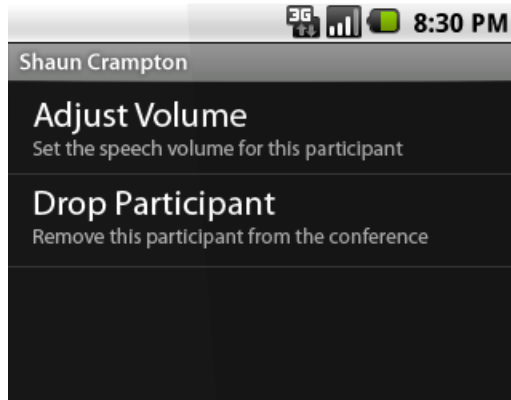 3G 8:30 PM
Shaun Crampton
Adjust Volume
Set the speech volume for this participant
Drop Participant
Remove this participant from the conference